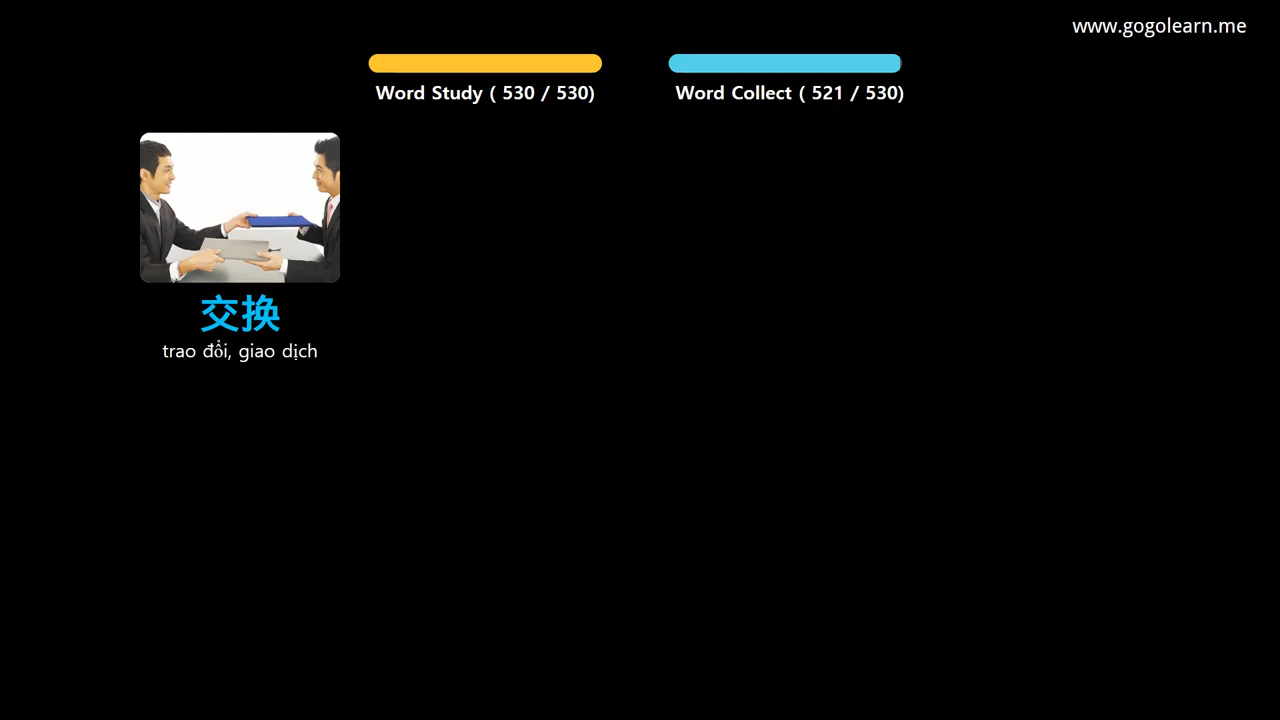 www.gogolearn.me
Word Study ( 530 / 530)
Word Collect ( 521 / 530)
交换
trao đổi, giao dịch